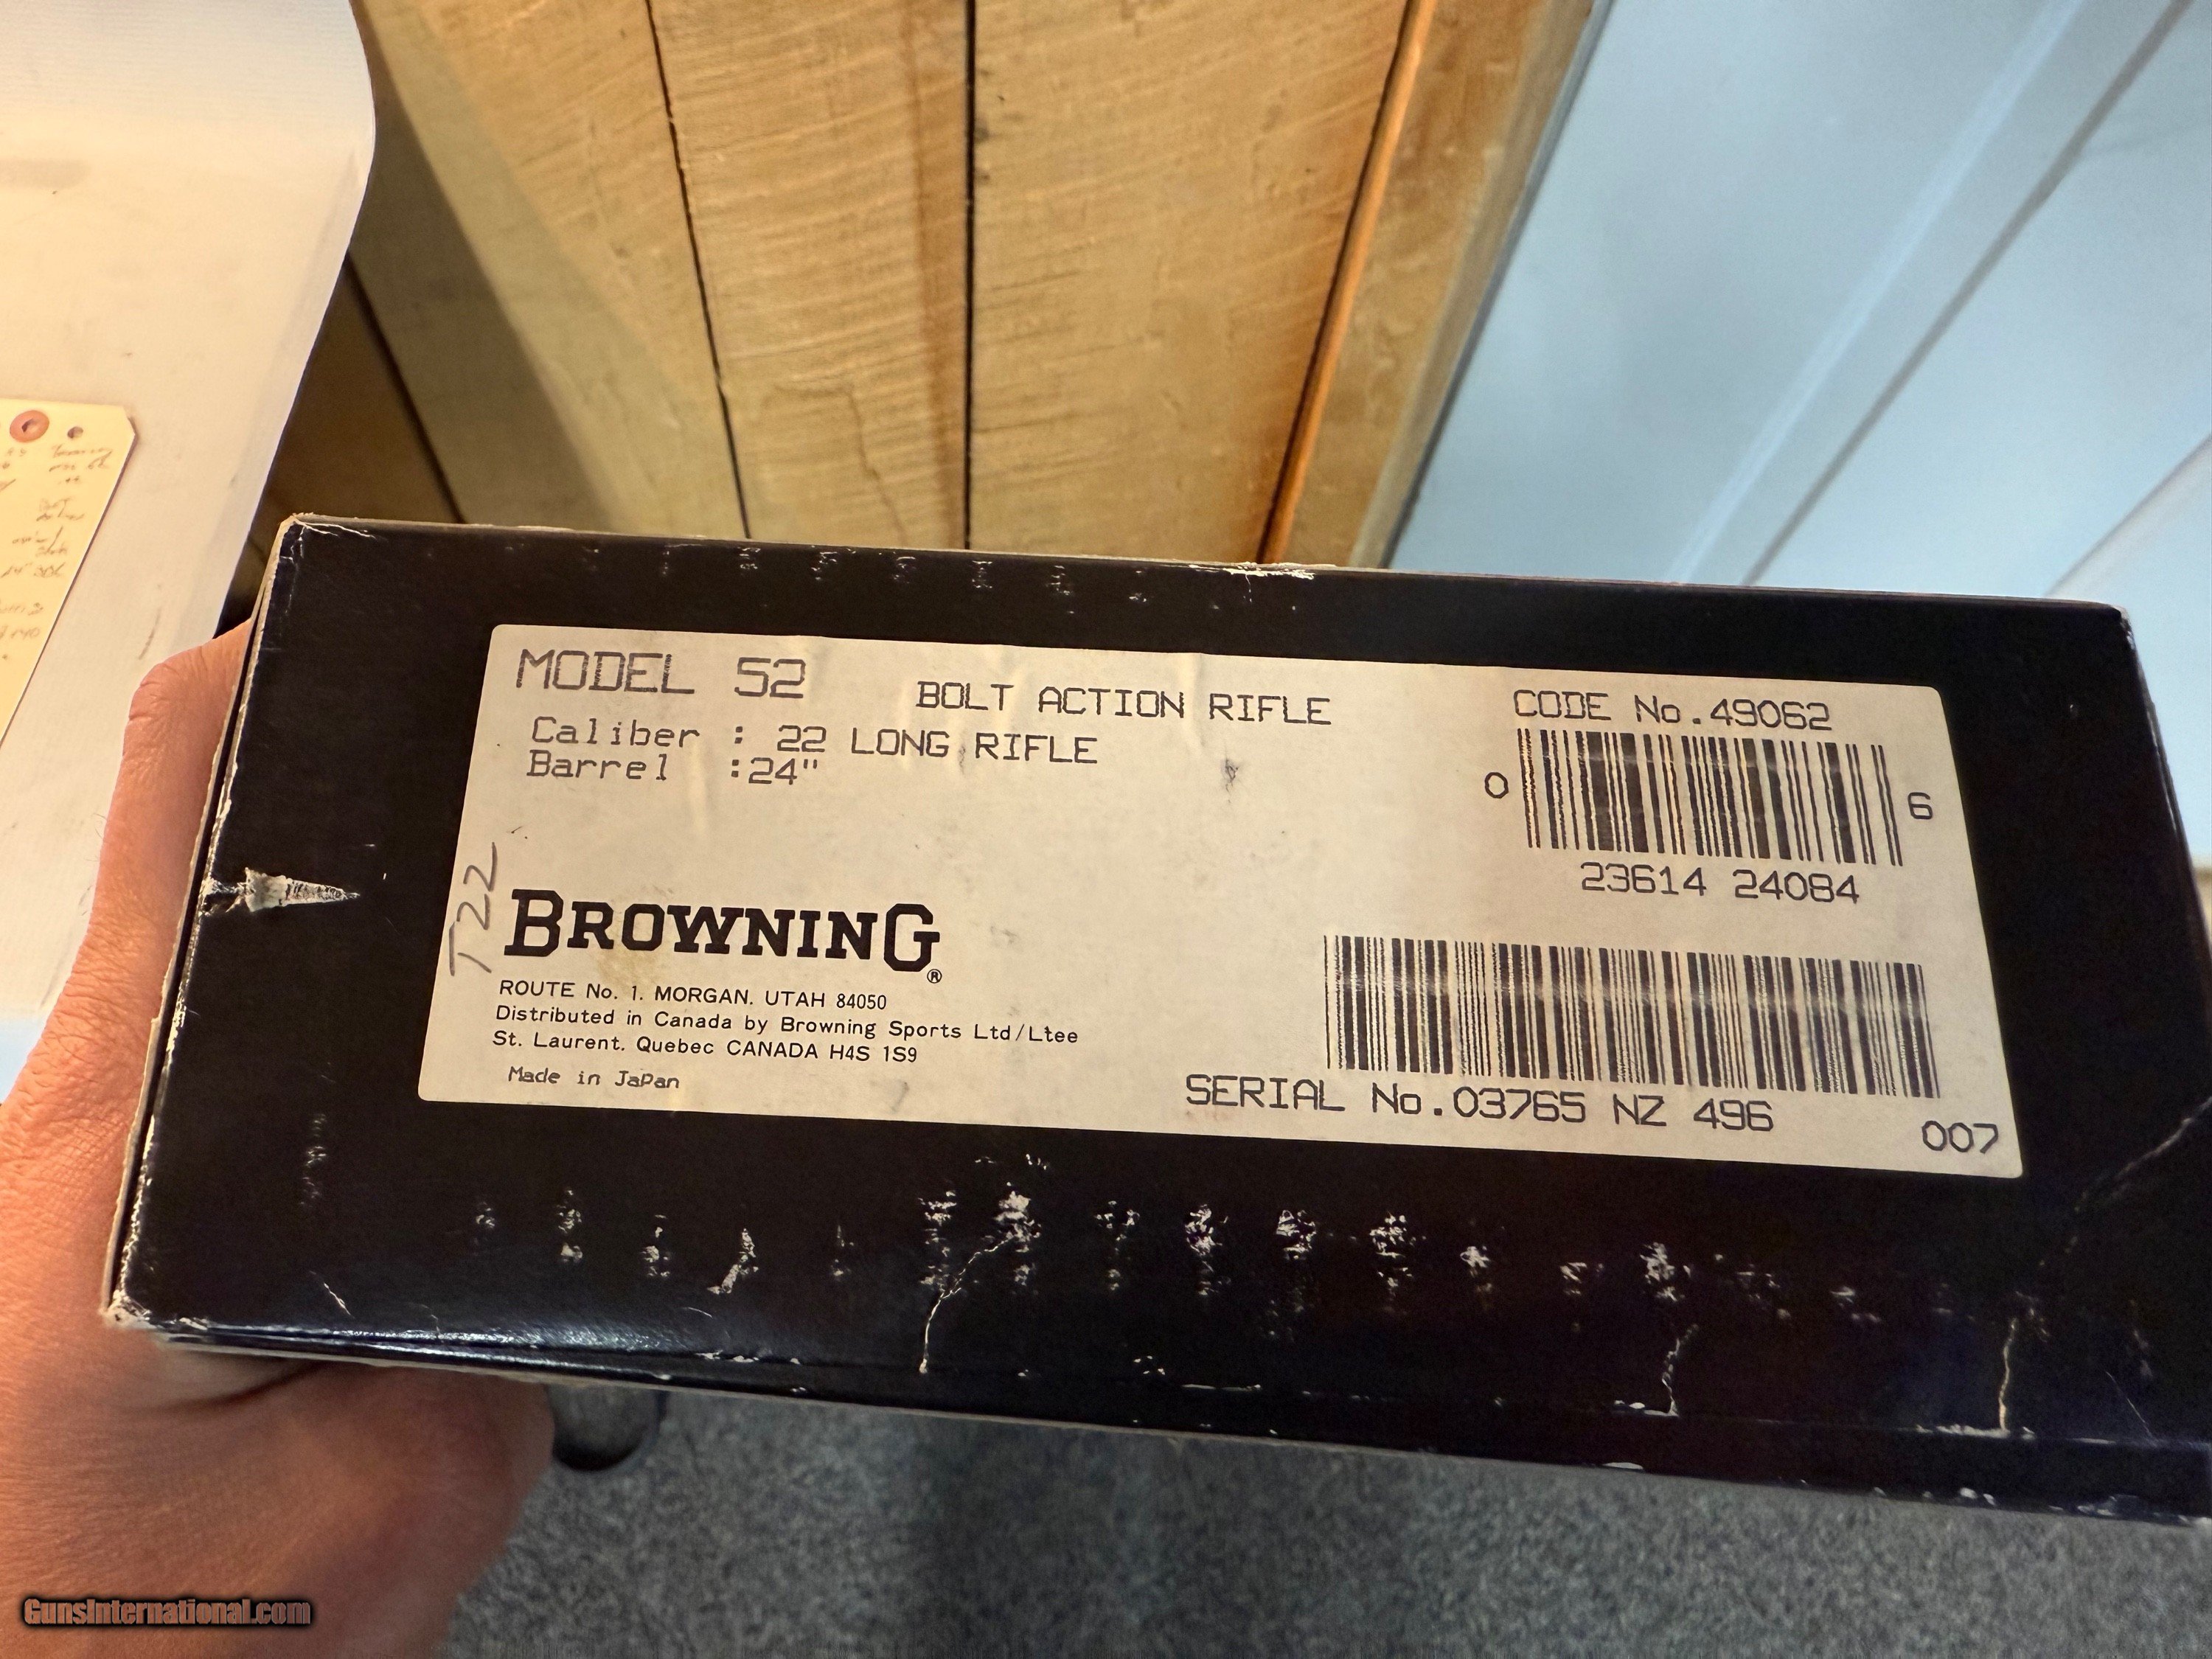 MODEL 52
BOLT ACTION RIFLE
Caliber : 22 LONG RIFLE
Barrel :24"
CODE No.49062
0
6
23614 24084
T22
BROWNING®
ROUTE No. 1. MORGAN. UTAH 84050
Distributed in Canada by Browning Sports Ltd/Ltee
St. Laurent. Quebec CANADA H4S 1S9
Made in JaPan
SERIAL No.03765 NZ 496
007
GunsInternational.com